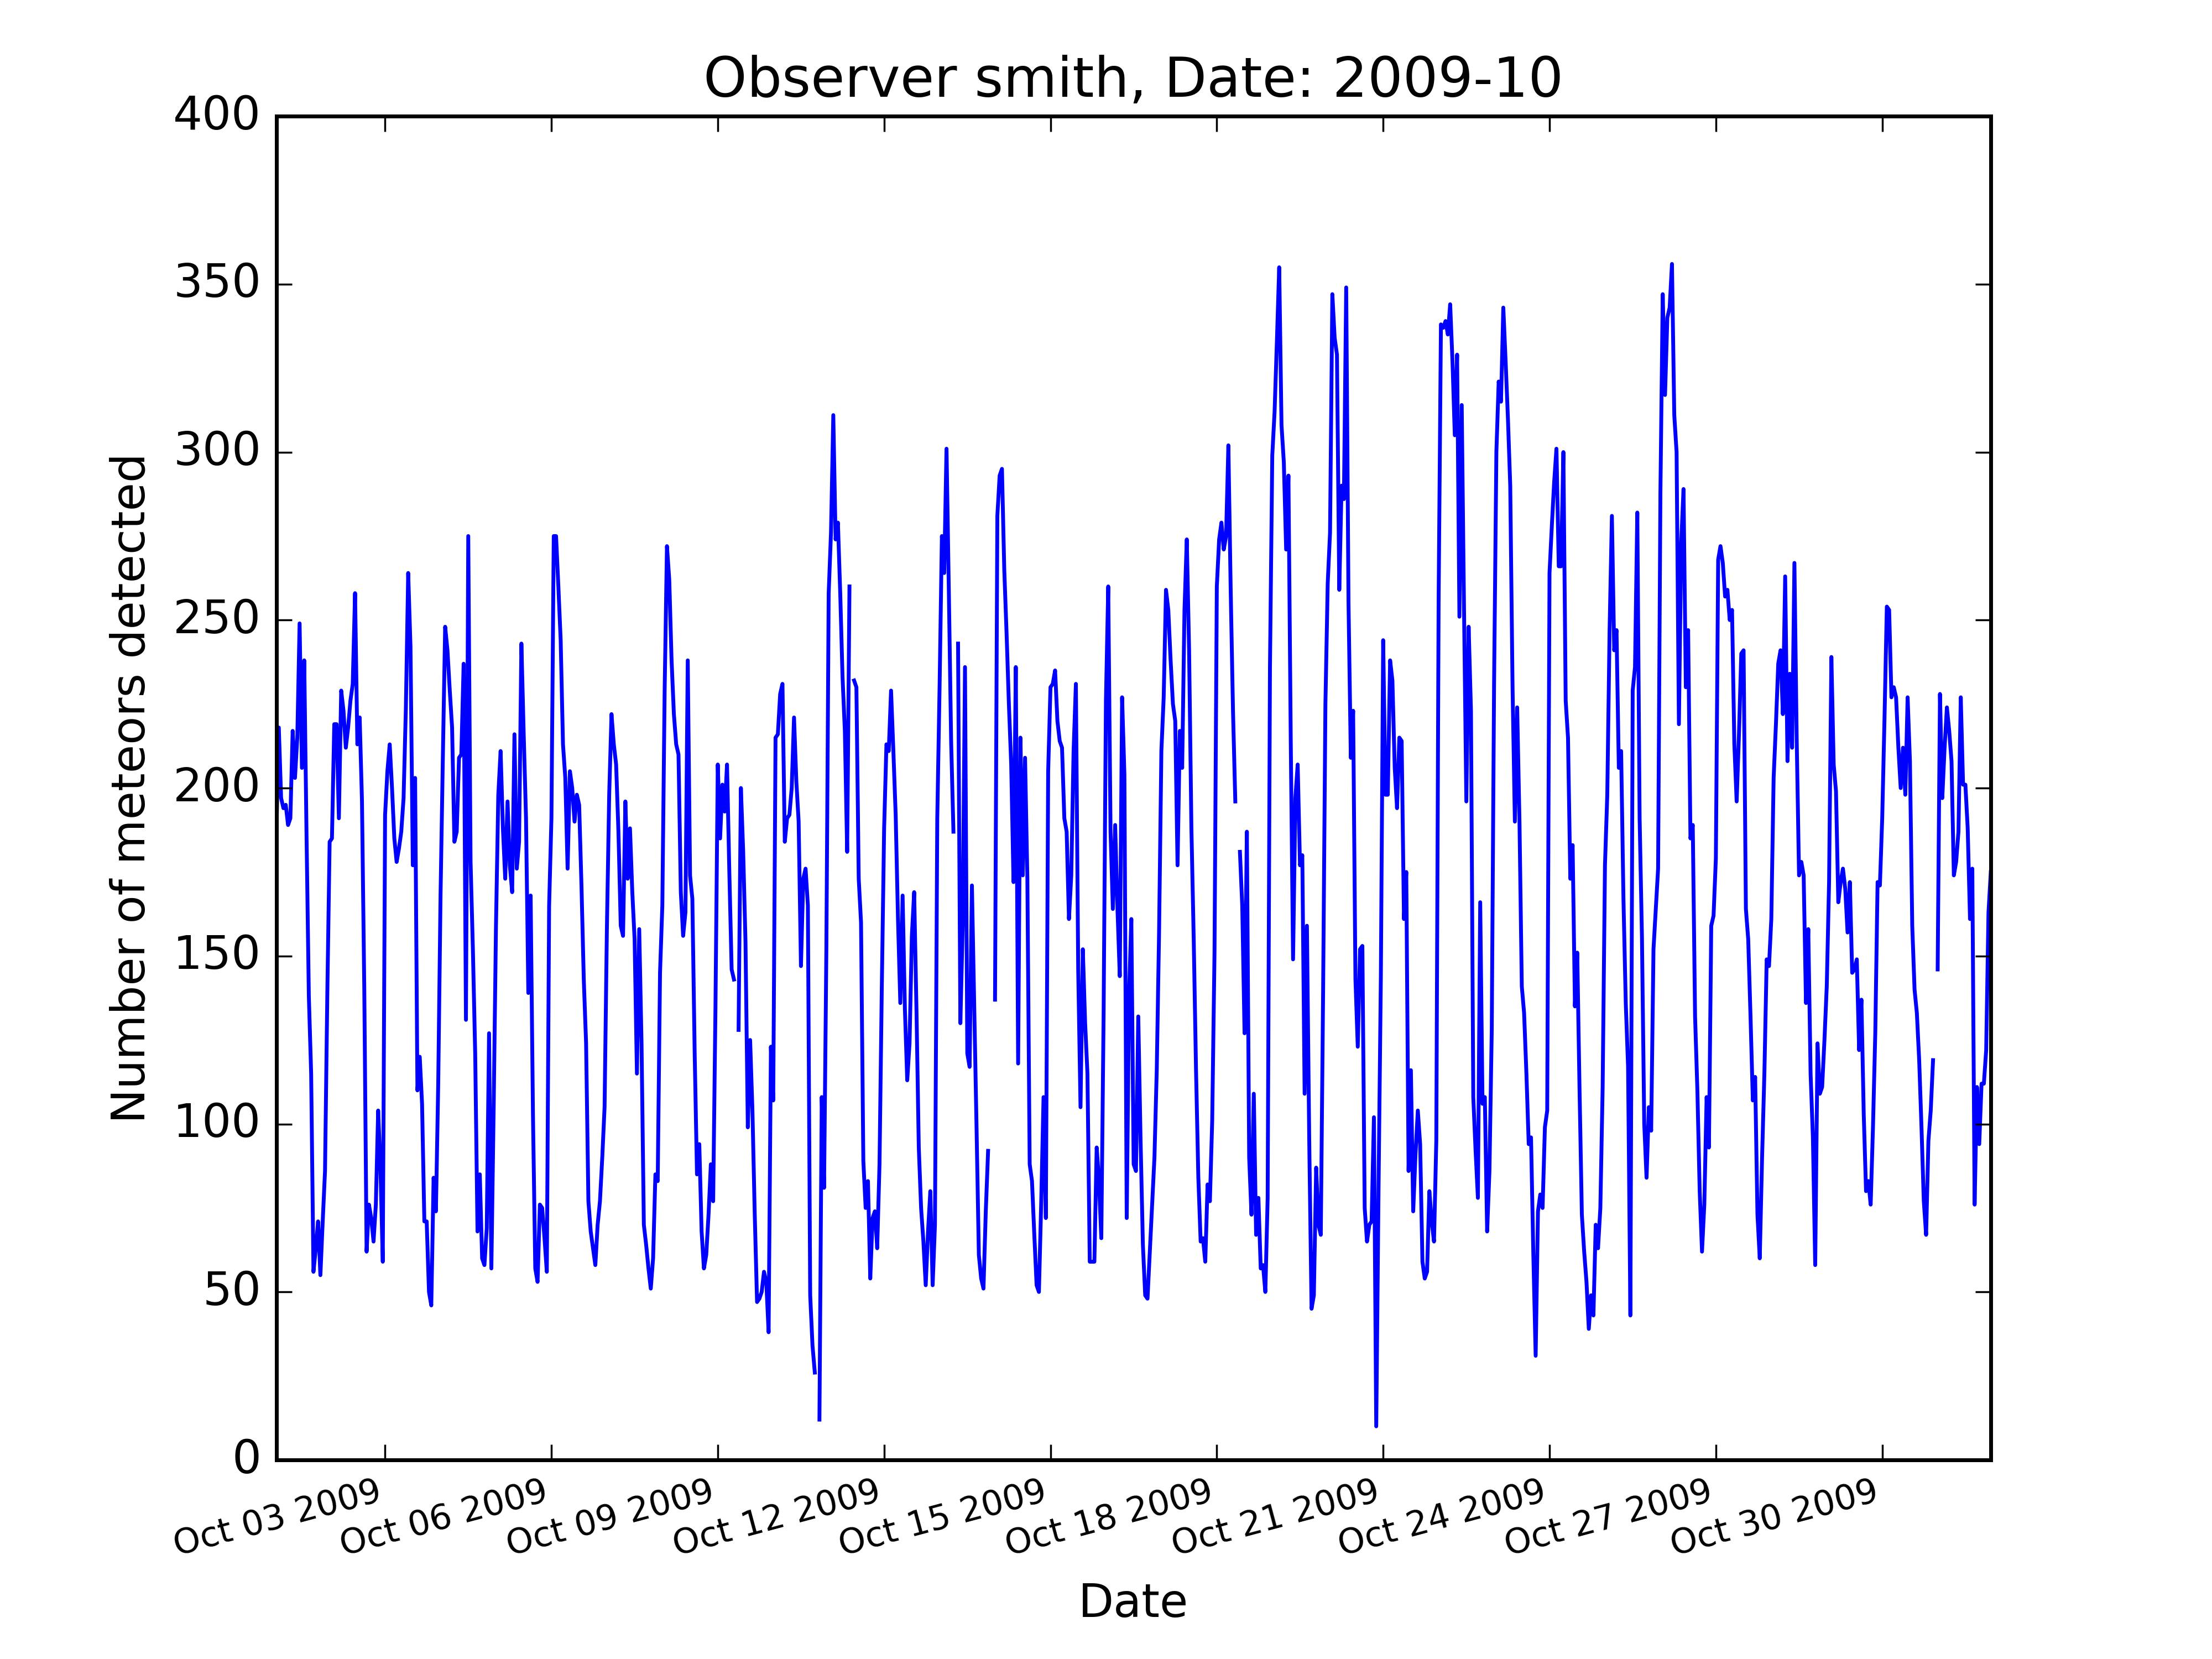 Observer smith, Date: 2009-10
400
350
300
250
200
150
100
50
0
Number of meteors detected
Oct 03 2009
Oct 06 2009
Oct 09 2009
Oct 12 2009
Oct 15 2009
Oct 18 2009
Oct 21 2009
Oct 24 2009
Oct 27 2009
Oct 30 2009
Date